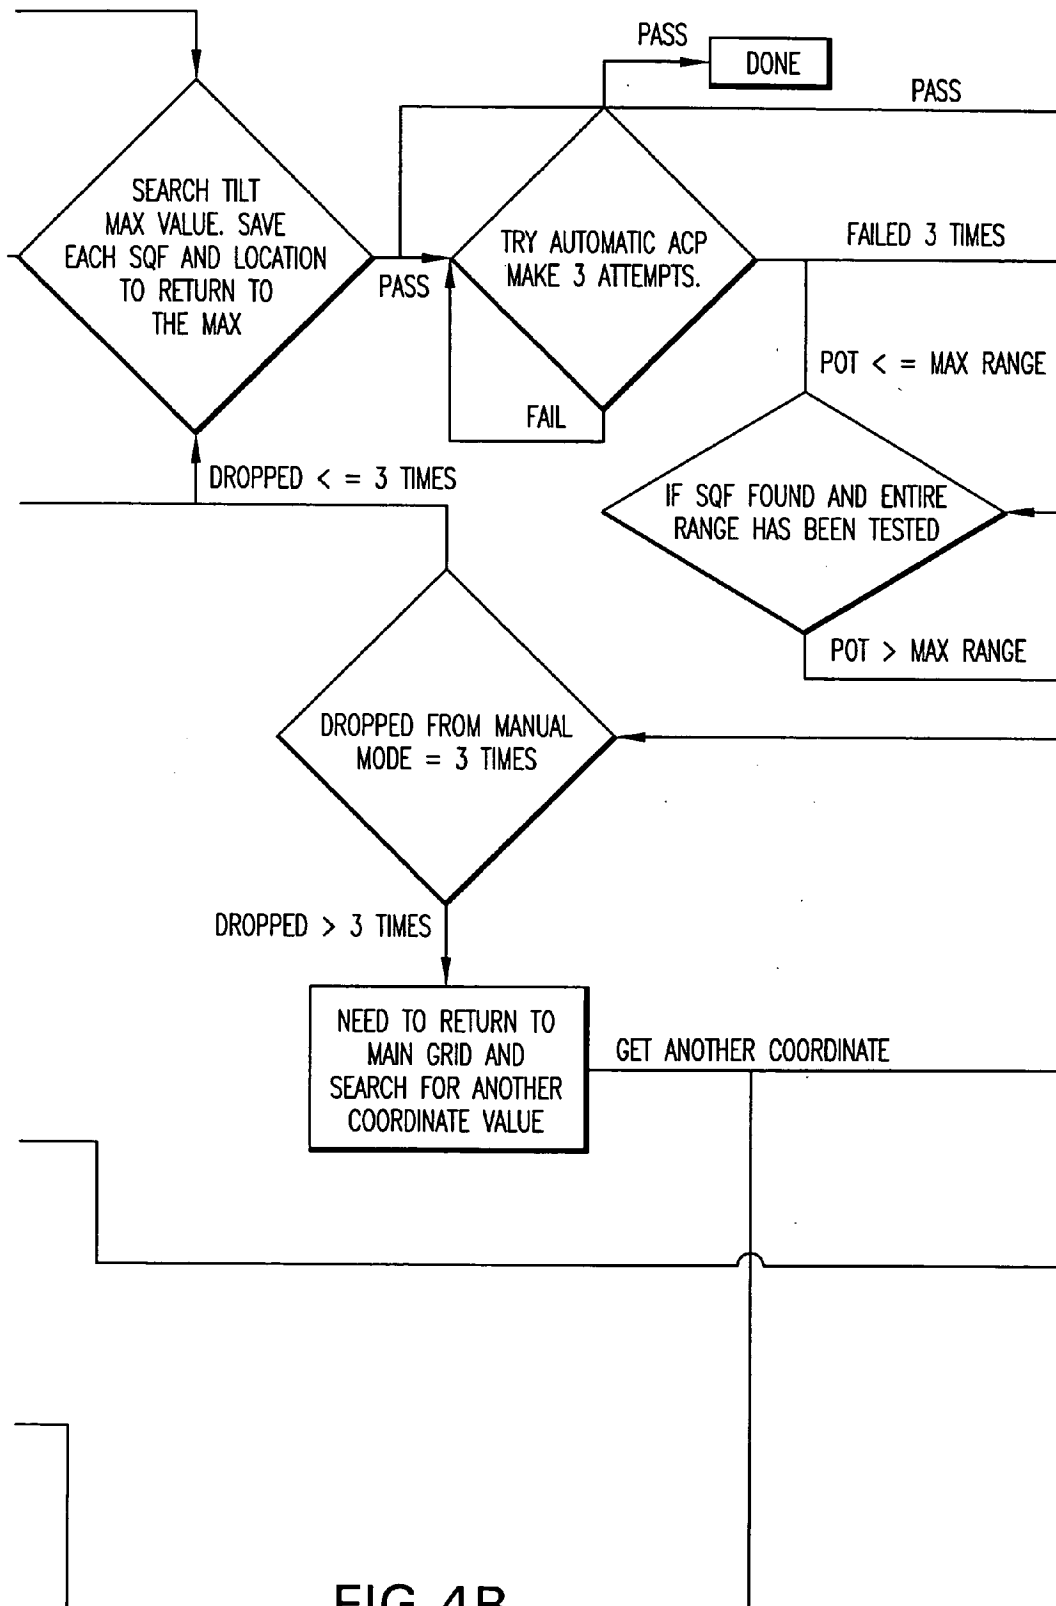 PASS
DONE
PASS
SEARCH TILT
MAX VALUE. SAVE
EACH SQF AND LOCATION
TO RETURN TO
THE MAX
PASS
TRY AUTOMATIC ACP
MAKE 3 ATTEMPTS.
FAILED 3 TIMES
FAIL
POT < = MAX RANGE
DROPPED < = 3 TIMES
IF SQF FOUND AND ENTIRE
RANGE HAS BEEN TESTED
POT > MAX RANGE
DROPPED FROM MANUAL
MODE = 3 TIMES
DROPPED > 3 TIMES
NEED TO RETURN TO
MAIN GRID AND
SEARCH FOR ANOTHER
COORDINATE VALUE
GET ANOTHER COORDINATE
FIG. 4B